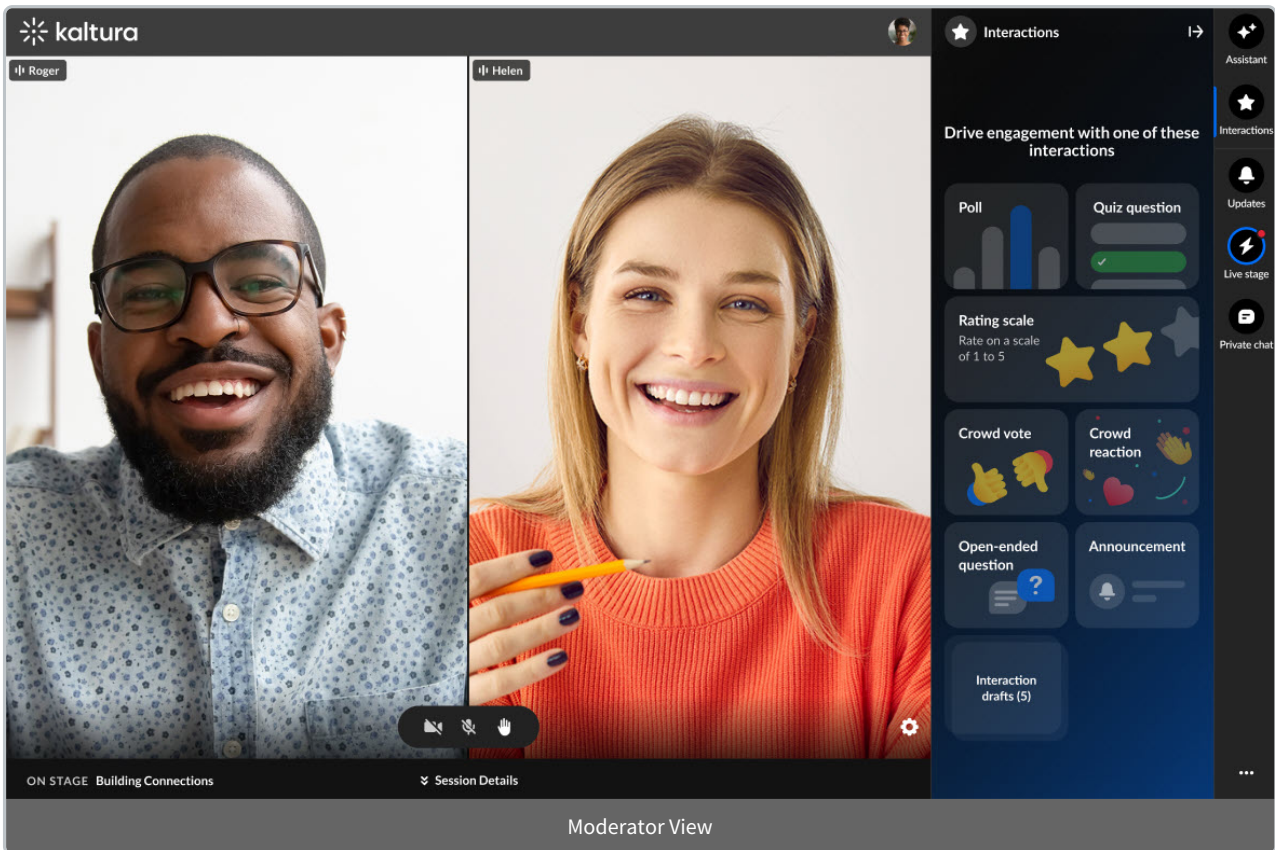 kaltura
Roger
Helen
ON STAGE Building Connections
Session Details
Interactions
Drive engagement with one of these
interactions
Poll
Quiz question
Rating scale
Rate on a scale
of 1 to 5
Crowd vote
Crowd
reaction
Open-ended
question
?
Announcement
Interaction
drafts (5)
Assistant
Interactions
Updates
Live stage
Private chat
Moderator View